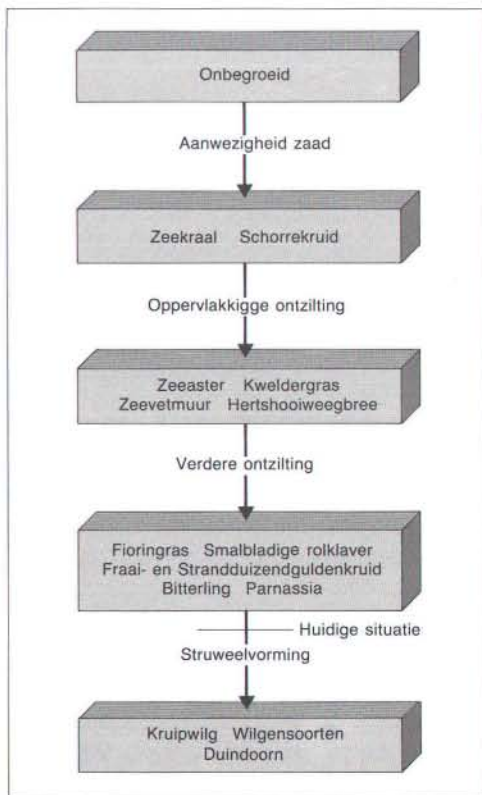 Onbegroeid
Aanwezigheid zaad
Zeekraal Schorrekruid
Oppervlakkigge ontzilting
Zeeaster Kweldergras
Zeevetmuur Hertshooiweegbree
Verdere ontzilting
Fioringras Smalbladige rolklaver
Fraai- en Strandduizendguldenkruid
Bitterling Parnassia
Huidige situatie
Struweelvorming
Kruipwilg Wilgensoorten
Duindoorn